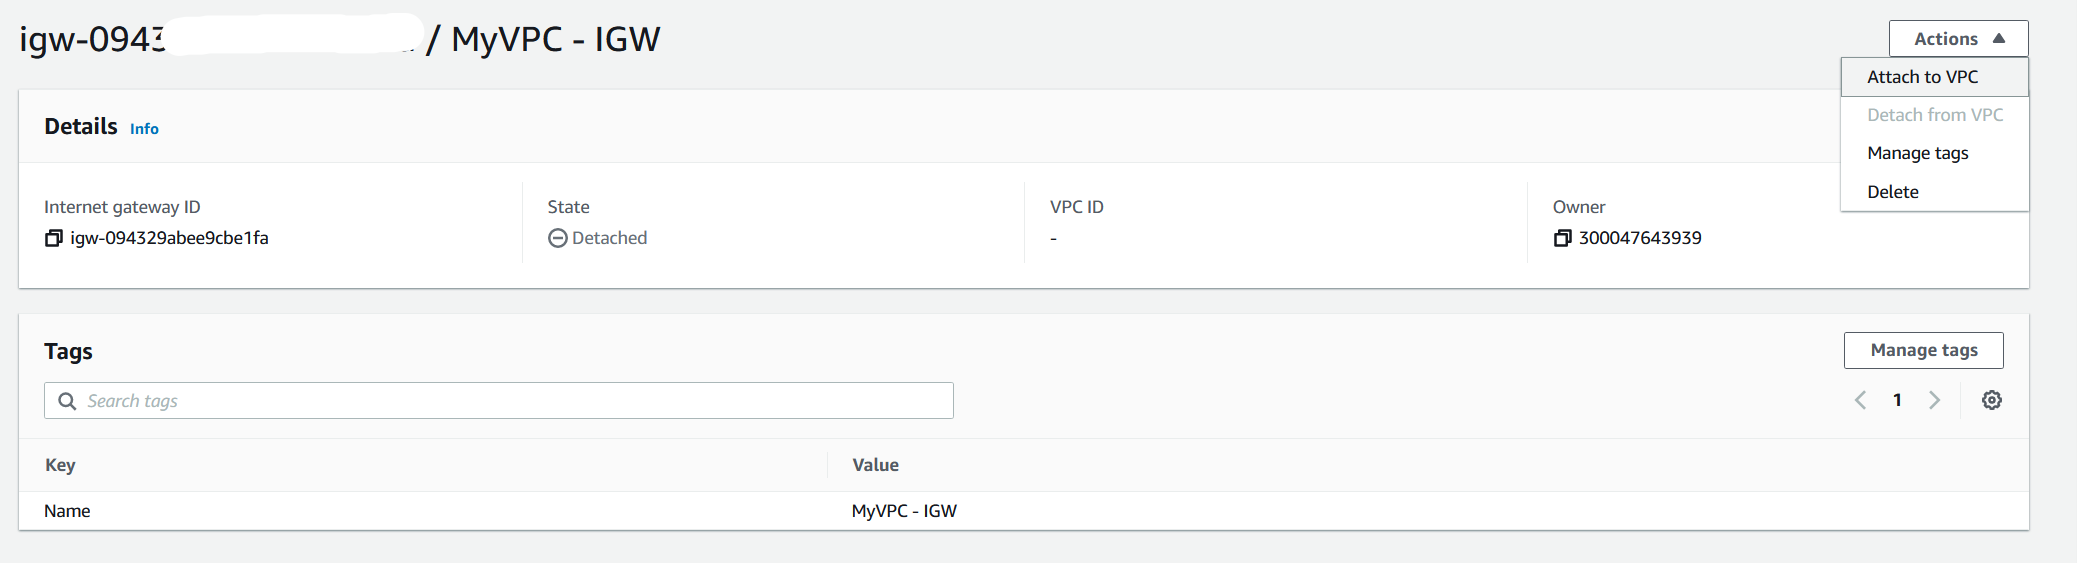 igw-094 / MyVPC - IGW
Actions
Attach to VPC
Detach from VPC
Manage tags
Delete
Details Info
Internet gateway ID
igw-094329abee9cbe1fa
State
Detached
VPC ID
-
Owner
300047643939
Tags
Manage tags
Search tags
1
Key Value
Name MyVPC - IGW